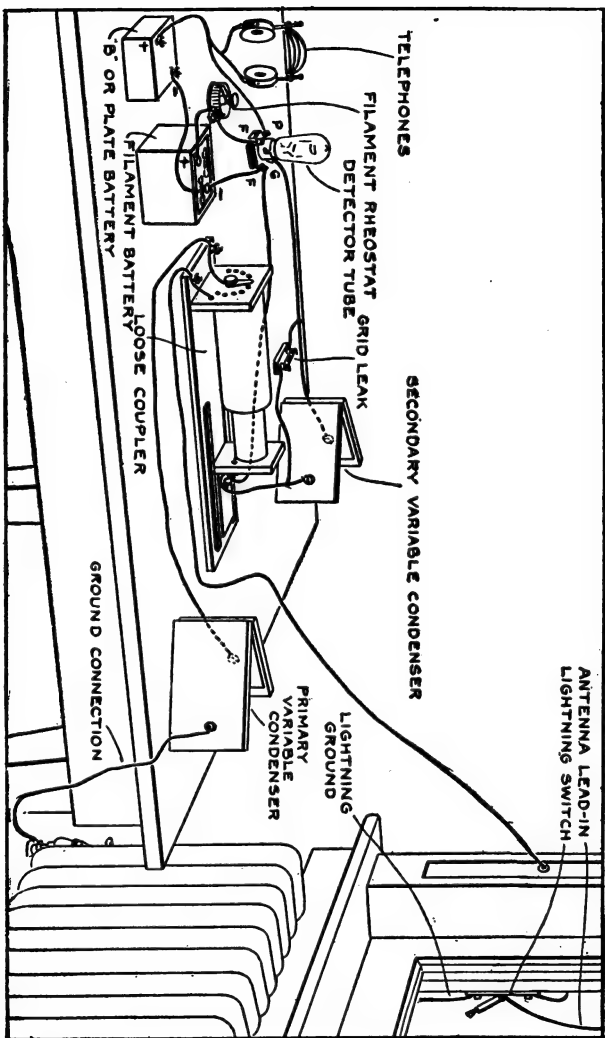 TELEPHONES
FILAMENT RHEOSTAT
DETECTOR TUBE
GRID LEAK
SECONDARY VARIABLE CONDENSER
ANTENNA LEAD-IN
LIGHTNING SWITCH
P
F
G
F
+
-
+
-
"B" OR PLATE BATTERY
FILAMENT BATTERY
LOOSE COUPLER
GROUND CONNECTION
PRIMARY
VARIABLE
CONDENSER
LIGHTNING
GROUND